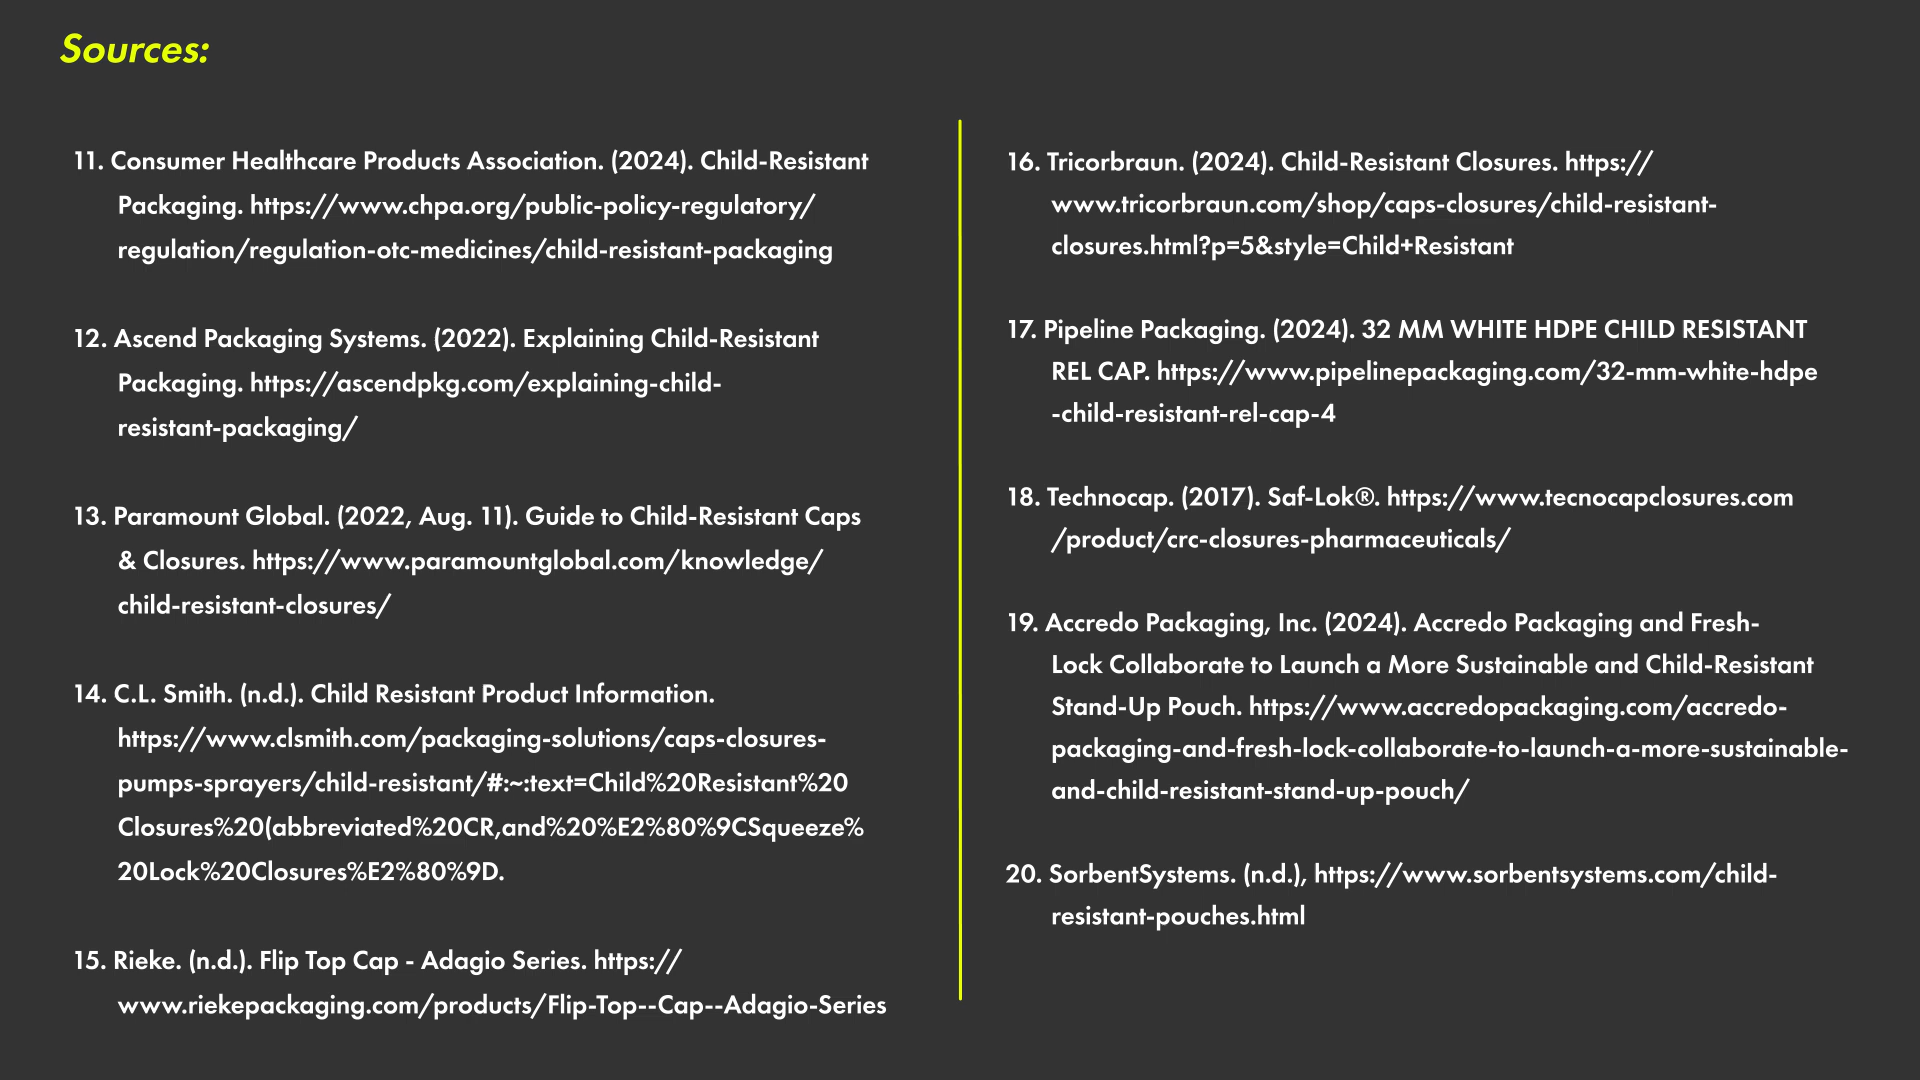 Sources:
11. Consumer Healthcare Products Association. (2024). Child-Resistant
Packaging. https://www.chpa.org/public-policy-regulatory/
regulation/regulation-otc-medicines/child-resistant-packaging
12. Ascend Packaging Systems. (2022). Explaining Child-Resistant
Packaging. https://ascendpkg.com/explaining-child-
resistant-packaging/
13. Paramount Global. (2022, Aug. 11). Guide to Child-Resistant Caps
& Closures. https://www.paramountglobal.com/knowledge/
child-resistant-closures/
14. C.L. Smith. (n.d.). Child Resistant Product Information.
https://www.clsmith.com/packaging-solutions/caps-closures-
pumps-sprayers/child-resistant/#:~:text=Child%20Resistant%20
Closures%20(abbreviated%20CR,and%20%E2%80%9CSqueeze%
20Lock%20Closures%E2%80%9D.
15. Rieke. (n.d.). Flip Top Cap - Adagio Series. https://
www.riekepackaging.com/products/Flip-Top--Cap--Adagio-Series
16. Tricorbraun. (2024). Child-Resistant Closures. https://
www.tricorbraun.com/shop/caps-closures/child-resistant-
closures.html?p=5&style=Child+Resistant
17. Pipeline Packaging. (2024). 32 MM WHITE HDPE CHILD RESISTANT
REL CAP. https://www.pipelinepackaging.com/32-mm-white-hdpe
-child-resistant-rel-cap-4
18. Technocap. (2017). Saf-Lok®. https://www.tecnocapclosures.com
/product/crc-closures-pharmaceuticals/
19. Accredo Packaging, Inc. (2024). Accredo Packaging and Fresh-
Lock Collaborate to Launch a More Sustainable and Child-Resistant
Stand-Up Pouch. https://www.accredopackaging.com/accredo-
packaging-and-fresh-lock-collaborate-to-launch-a-more-sustainable-
and-child-resistant-stand-up-pouch/
20. SorbentSystems. (n.d.), https://www.sorbentsystems.com/child-
resistant-pouches.html